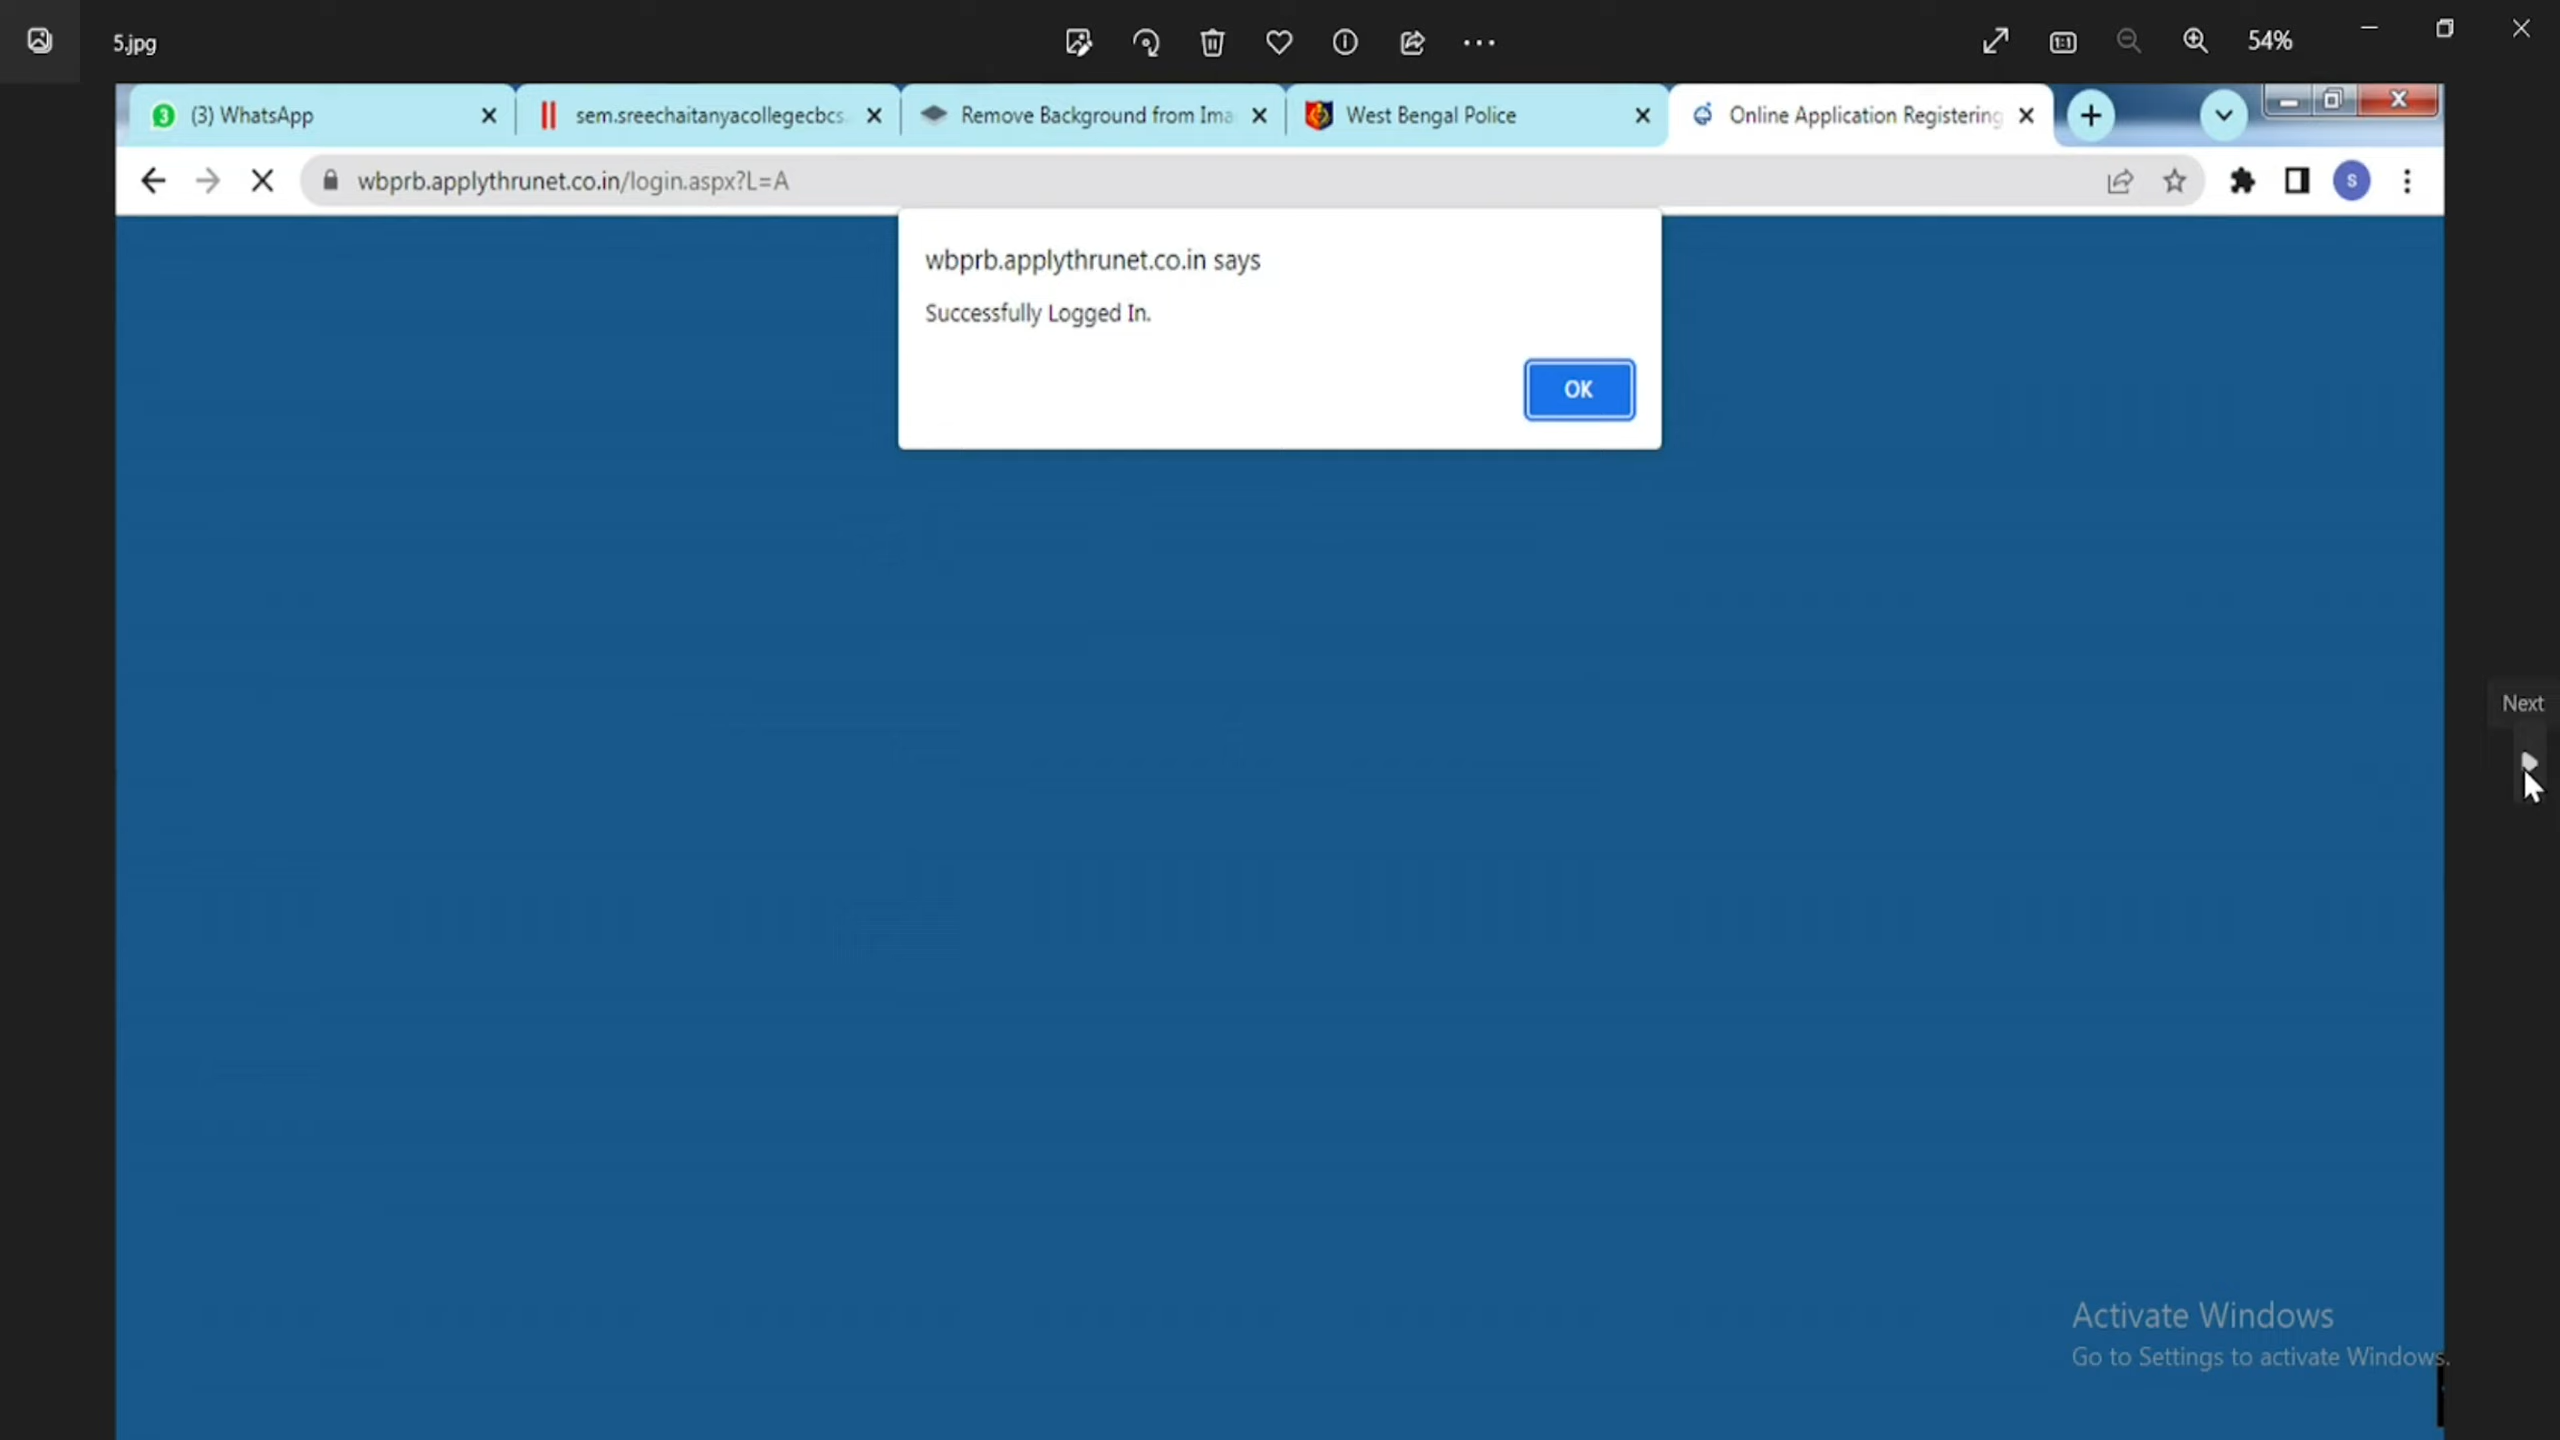 5.jpg
54%
(3) WhatsApp
sem.sreechaitanyacollegecbcs.
Remove Background from Ima
West Bengal Police
Online Application Registering
wbprb.applythrunet.co.in/login.aspx?L=A
S
wbprb.applythrunet.co.in says
Successfully Logged In.
OK
Next
Activate Windows
Go to Settings to activate Windows.